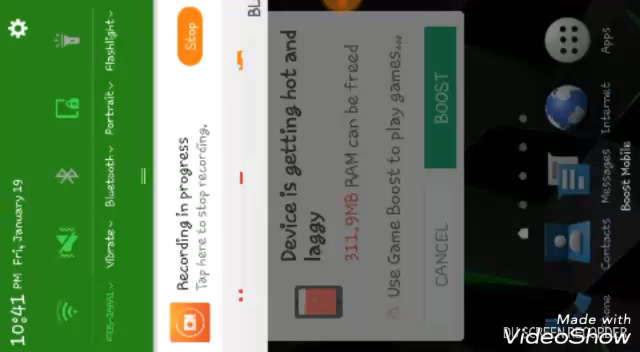 10:41 PM Fri, January 19
Vibrate
Bluetooth
Portrait
Flashlight
Recording in progress
Tap here to stop recording.
Stop
BL
Device is getting hot and
laggy
311.9MB RAM can be freed
Use Game Boost to play games...
CANCEL
BOOST
Contacts
Messages
Internet
Apps
Boost Mobile
Made with
VideoShow